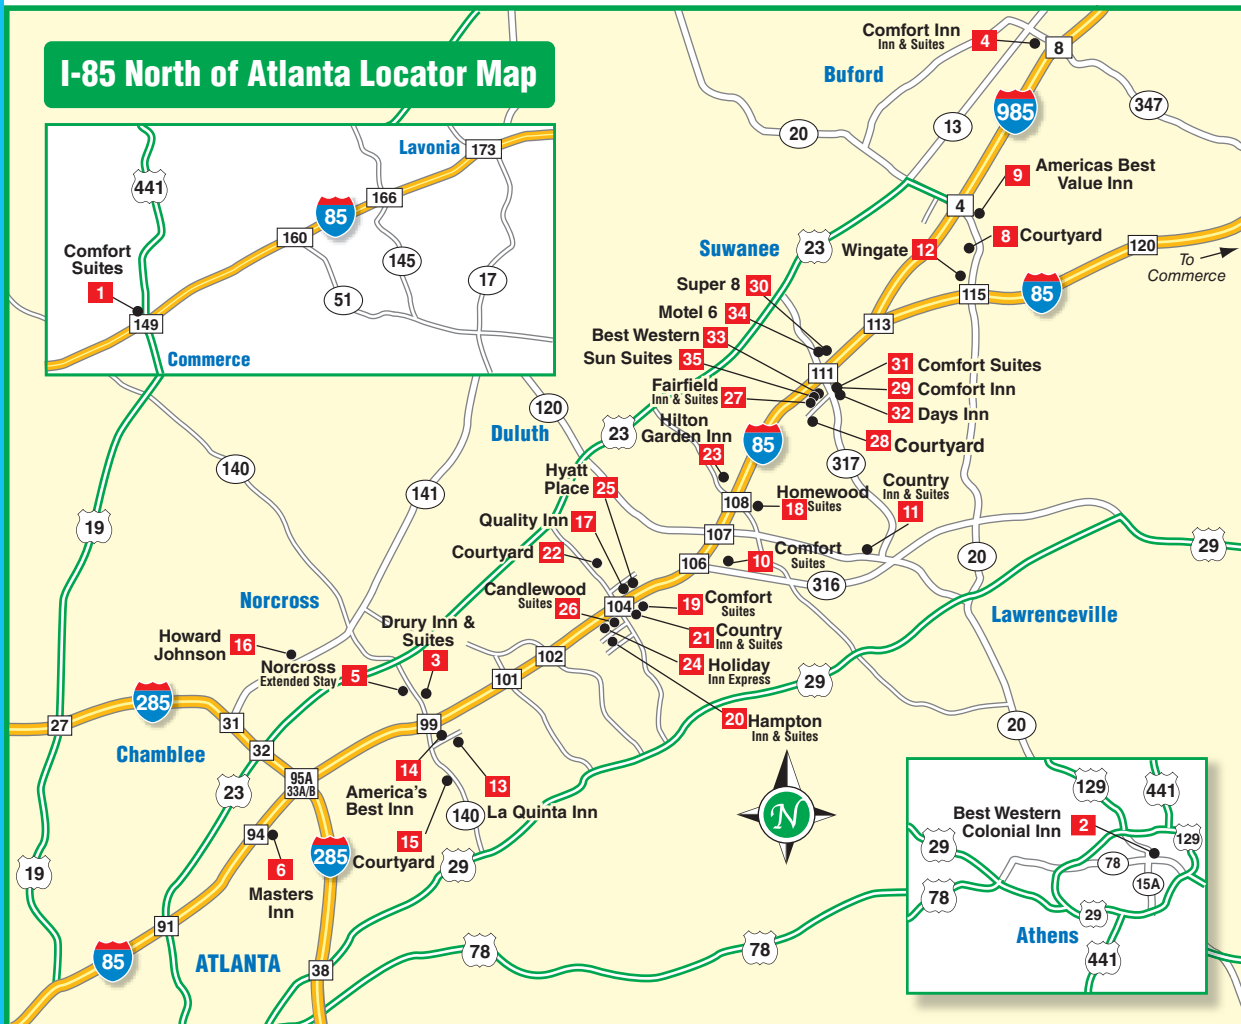 I-85 North of Atlanta Locator Map
Comfort Inn
Inn & Suites
4
8
Buford
985
347
20
13
Lavonia
173
441
166
85
160
145
17
51
Comfort
Suites
1
149
Commerce
Americas Best
Value Inn
9
4
Suwanee
23
Wingate
12
8
Courtyard
120
To
Commerce
Super 8
30
115
85
Motel 6
34
113
Best Western
33
Sun Suites
35
111
31
Comfort Suites
Fairfield
Inn & Suites
27
29
Comfort Inn
32
Days Inn
120
Duluth
23
Hilton
Garden Inn
23
85
28
Courtyard
140
317
141
Hyatt
Place
25
Country
Inn & Suites
11
108
Homewood
Suites
18
Quality Inn
17
19
107
Courtyard
22
106
10
Comfort
Suites
20
29
316
Candlewood
Suites
26
104
19
Comfort
Suites
Norcross
Lawrenceville
Drury Inn &
Suites
3
21
Country
Inn & Suites
Howard
Johnson
16
102
24
Holiday
Inn Express
Norcross
Extended Stay
5
101
29
285
27
31
99
20
Hampton
Inn & Suites
20
Chamblee
32
95A
33A/B
23
14
America's
Best Inn
13
La Quinta Inn
N
140
94
15
Courtyard
285
29
19
6
Masters
Inn
91
ATLANTA
85
38
78
78
129
441
Best Western
Colonial Inn
2
129
29
78
15A
78
29
Athens
441